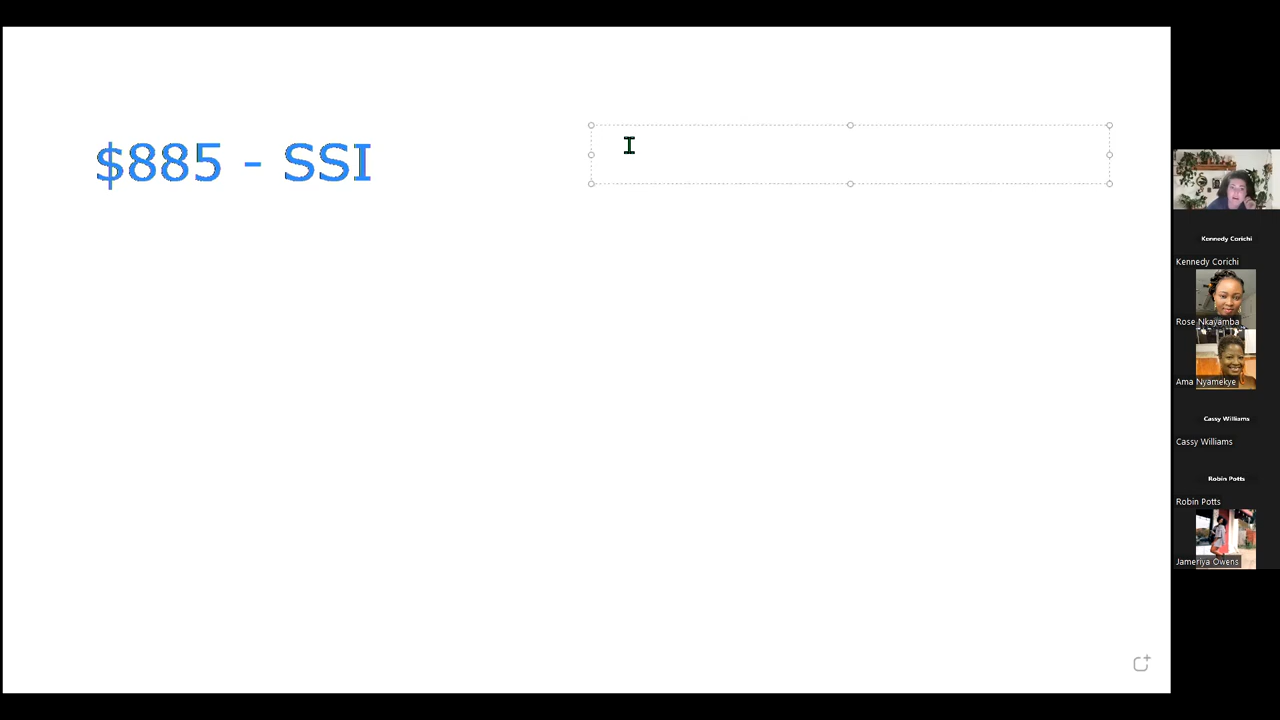 $885 - SSI
Kennedy Corichi
Kennedy Corichi
Rose Nkayamba
Ama Nyamekye
Cassy Williams
Cassy Williams
Robin Potts
Robin Potts
Jameriya Owens